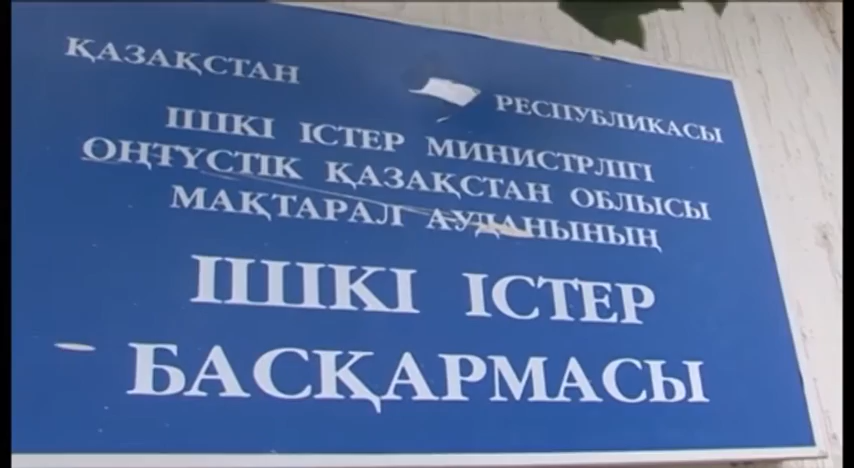 ҚАЗАҚСТАН РЕСПУБЛИКАСЫ
ІШКІ ІСТЕР МИНИСТРЛІГІ
ОҢТҮСТІК ҚАЗАҚСТАН ОБЛЫСЫ
МАҚТАРАЛ АУДАНЫНЫҢ
ІШКІ ІСТЕР
БАСҚАРМАСЫ